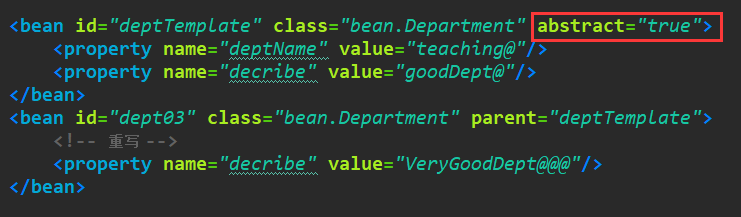 <bean id="deptTemplate" class="bean.Department" abstract="true">
    <property name="deptName" value="teaching@"/>
    <property name="decribe" value="goodDept@"/>
</bean>
<bean id="dept03" class="bean.Department" parent="deptTemplate">
    <!-- 重写 -->
    <property name="decribe" value="VeryGoodDept@@@"/>
</bean>